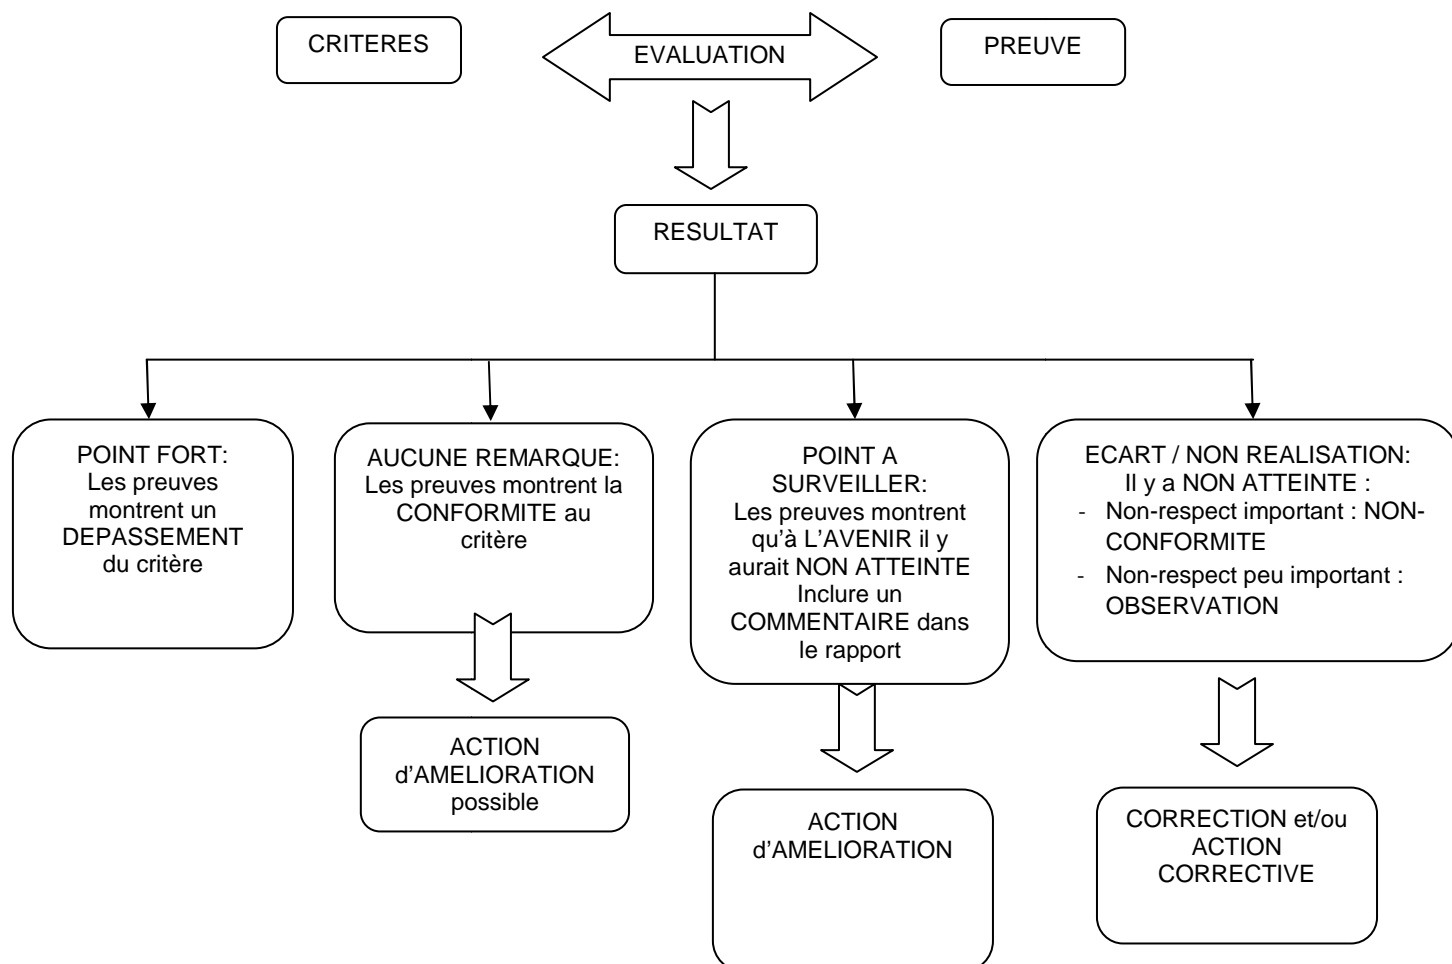 CRITERES
EVALUATION
PREUVE
RESULTAT
POINT FORT:
Les preuves
montrent un
DEPASSEMENT
du critère
AUCUNE REMARQUE:
Les preuves montrent la
CONFORMITE au
critère
POINT A
SURVEILLER:
Les preuves montrent
qu'à L'AVENIR il y
aurait NON ATTEINTE
Inclure un
COMMENTAIRE dans
le rapport
ECART / NON REALISATION:
Il y a NON ATTEINTE :
- Non-respect important : NON-
CONFORMITE
- Non-respect peu important :
OBSERVATION
ACTION
d'AMELIORATION
possible
ACTION
d'AMELIORATION
CORRECTION et/ou
ACTION
CORRECTIVE